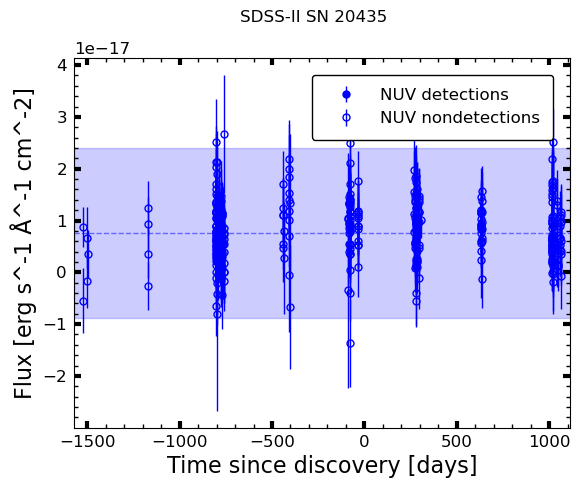 SDSS-II SN 20435
1e−17
NUV detections
NUV nondetections
4
3
2
1
0
−1
−2
Flux [erg s^-1 Å^-1 cm^-2]
−1500 −1000 −500 0 500 1000
Time since discovery [days]